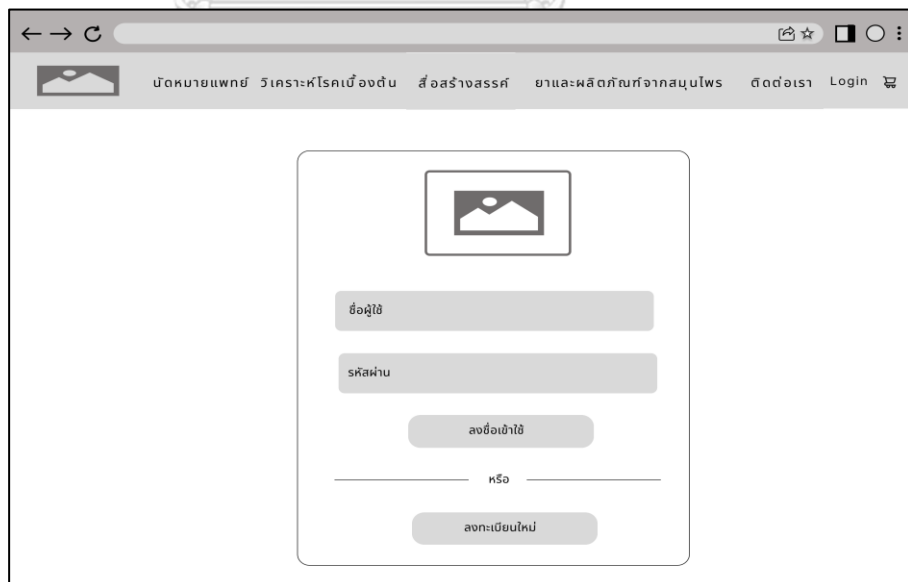 นัดหมายแพทย์ วิเคราะห์โรคเบื้องต้น สื่อสร้างสรรค์ ยาและผลิตภัณฑ์จากสมุนไพร ติดต่อเรา Login
ชื่อผู้ใช้
รหัสผ่าน
ลงชื่อเข้าใช้
หรือ
ลงทะเบียนใหม่